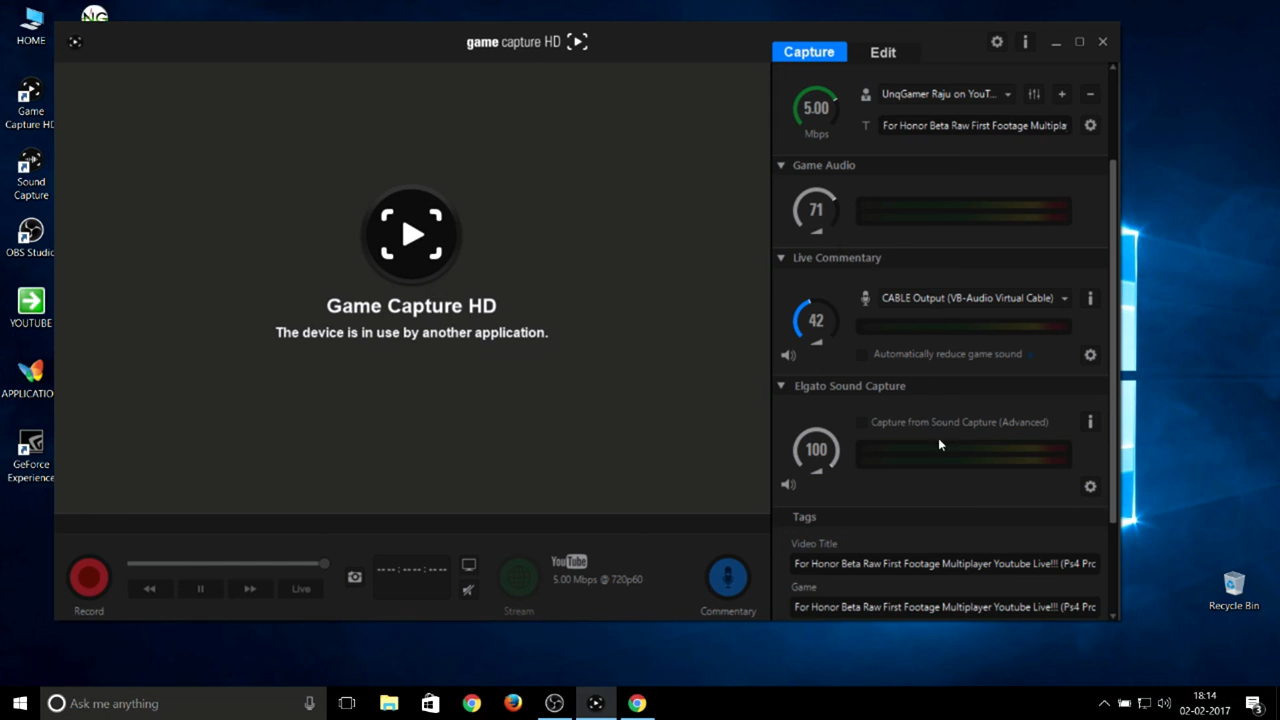 HOME
NG
Game
Capture HD
Sound
Capture
OBS Studio
YOUTUBE
APPLICATIO
GeForce
Experience
game capture HD
Capture
Edit
5.00
Mbps
UnqGamer Raju on YouT...
T
For Honor Beta Raw First Footage Multipla
Game Audio
71
Live Commentary
42
CABLE Output (VB-Audio Virtual Cable)
Automatically reduce game sound
Elgato Sound Capture
100
Capture from Sound Capture (Advanced)
Tags
Video Title
For Honor Beta Raw First Footage Multiplayer Youtube Live!!! (Ps4 Prc
Game
For Honor Beta Raw First Footage Multiplayer Youtube Live!!! (Ps4 Prc
Game Capture HD
The device is in use by another application.
Record
Live
--:--:--
Stream
YouTube
5.00 Mbps @ 720p60
Commentary
Recycle Bin
Ask me anything
18:14
02-02-2017
3